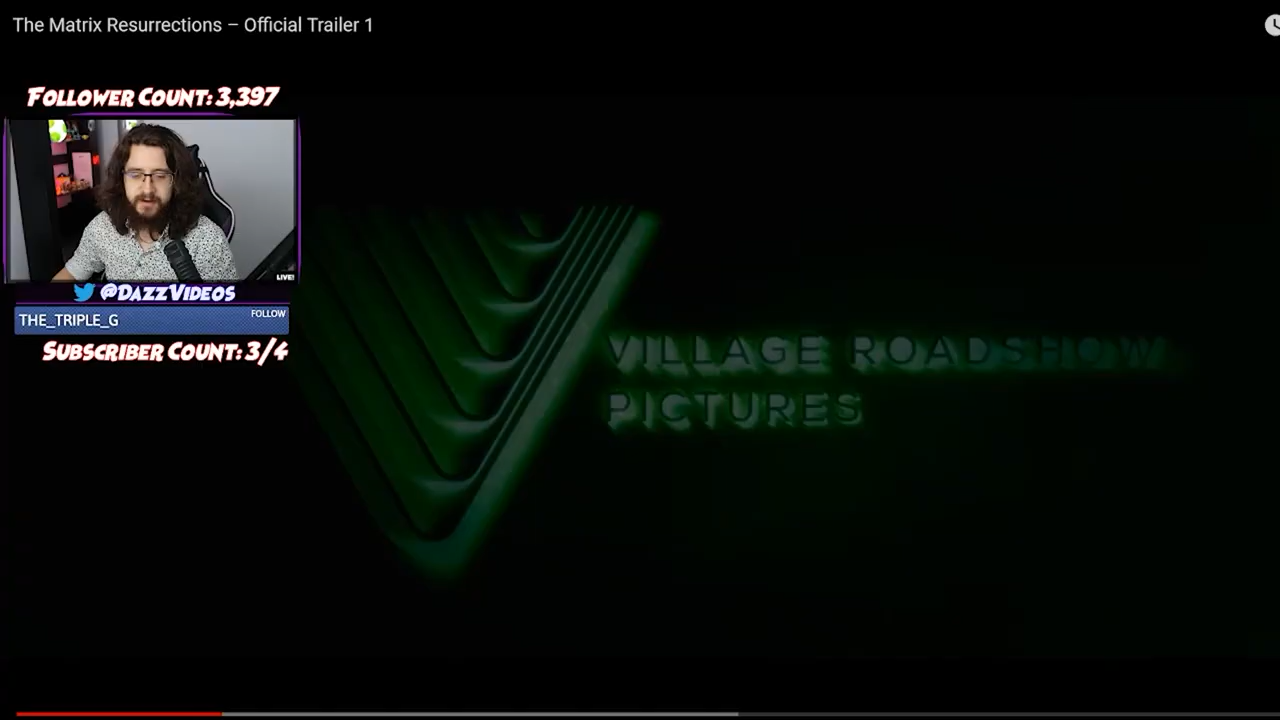 The Matrix Resurrections – Official Trailer 1
Follower Count: 3,397
LIVE!
@DazzVideos
THE_TRIPLE_G
FOLLOW
Subscriber Count: 3/4
VILLAGE ROADSHOW
PICTURES